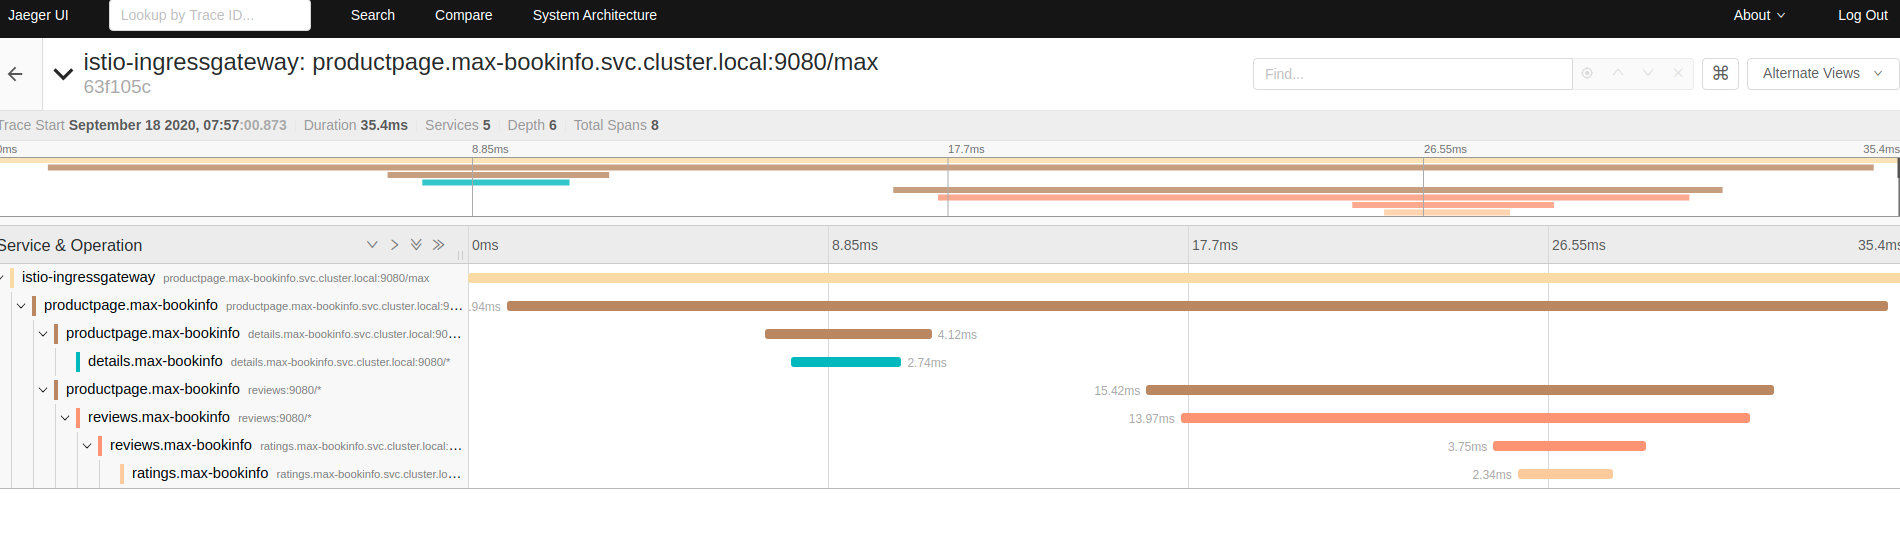 Jaeger UI Lookup by Trace ID... Search Compare System Architecture About Log Out
istio-ingressgateway: productpage.max-bookinfo.svc.cluster.local:9080/max
63f105c
Find... ⌘ Alternate Views
Trace Start September 18 2020, 07:57:00.873 Duration 35.4ms Services 5 Depth 6 Total Spans 8
0ms 8.85ms 17.7ms 26.55ms 35.4ms
Service & Operation 0ms 8.85ms 17.7ms 26.55ms 35.4ms
istio-ingressgateway productpage.max-bookinfo.svc.cluster.local:9080/max
productpage.max-bookinfo productpage.max-bookinfo.svc.cluster.local:9... .94ms
productpage.max-bookinfo details.max-bookinfo.svc.cluster.local:90... 4.12ms
details.max-bookinfo details.max-bookinfo.svc.cluster.local:9080/* 2.74ms
productpage.max-bookinfo reviews:9080/* 15.42ms
reviews.max-bookinfo reviews:9080/* 13.97ms
reviews.max-bookinfo ratings.max-bookinfo.svc.cluster.local:... 3.75ms
ratings.max-bookinfo ratings.max-bookinfo.svc.cluster.lo... 2.34ms